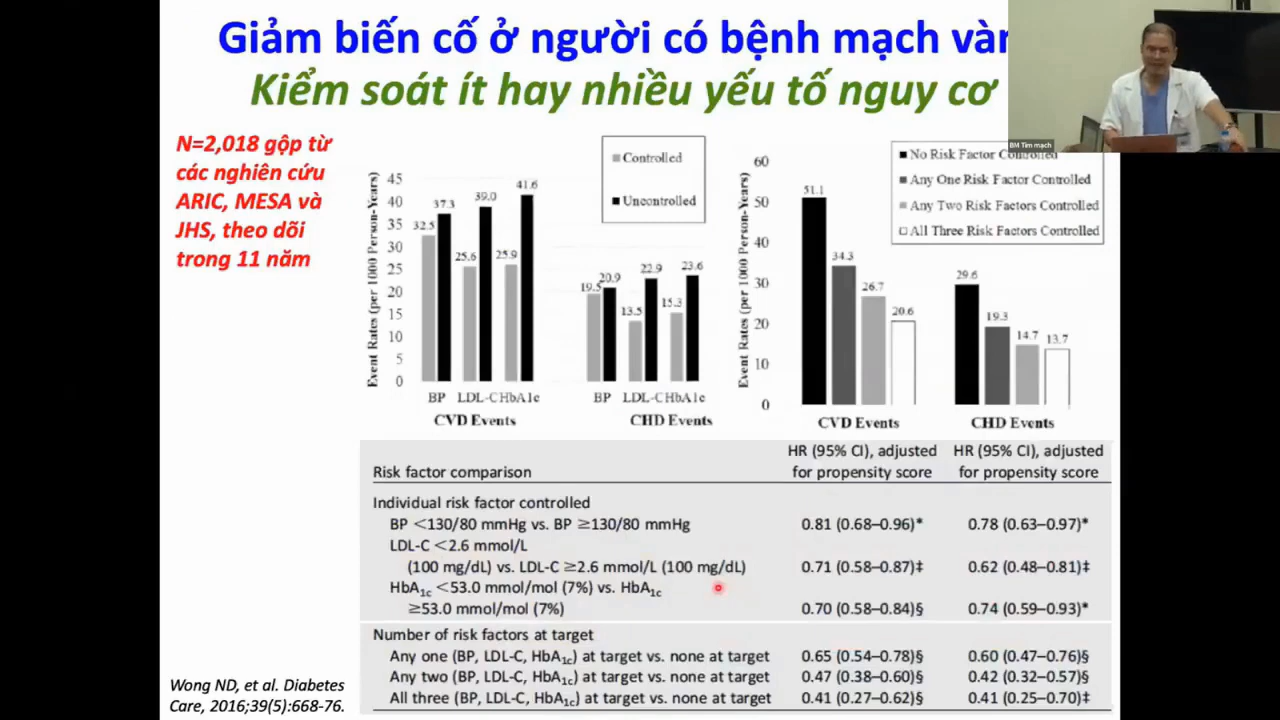 Giảm biến cố ở người có bệnh mạch vàn
Kiểm soát ít hay nhiều yếu tố nguy cơ
BM Tim mạch
N=2,018 gộp từ
các nghiên cứu
ARIC, MESA và
JHS, theo dõi
trong 11 năm
Event Rates (per 1000 Person-Years)
45
40
35
30
25
20
15
10
5
0
32.5
37.3
25.6
39.0
25.9
41.6
BP
LDL-C
HbA1c
CVD Events
Controlled
Uncontrolled
19.5
20.9
13.5
22.9
15.3
23.6
BP
LDL-C
HbA1c
CHD Events
Event Rates (per 1000 Person-Years)
60
50
40
30
20
10
0
51.1
34.3
26.7
20.6
CVD Events
No Risk Factor Controlled
Any One Risk Factor Controlled
Any Two Risk Factors Controlled
All Three Risk Factors Controlled
29.6
19.3
14.7
13.7
CHD Events
Risk factor comparison
HR (95% CI), adjusted
for propensity score
HR (95% CI), adjusted
for propensity score
Individual risk factor controlled
BP <130/80 mmHg vs. BP ≥130/80 mmHg 0.81 (0.68–0.96)* 0.78 (0.63–0.97)*
LDL-C <2.6 mmol/L
(100 mg/dL) vs. LDL-C ≥2.6 mmol/L (100 mg/dL) 0.71 (0.58–0.87)‡ 0.62 (0.48–0.81)‡
HbA1c <53.0 mmol/mol (7%) vs. HbA1c
≥53.0 mmol/mol (7%) 0.70 (0.58–0.84)§ 0.74 (0.59–0.93)*
Number of risk factors at target
Any one (BP, LDL-C, HbA1c) at target vs. none at target 0.65 (0.54–0.78)§ 0.60 (0.47–0.76)§
Any two (BP, LDL-C, HbA1c) at target vs. none at target 0.47 (0.38–0.60)§ 0.42 (0.32–0.57)§
All three (BP, LDL-C, HbA1c) at target vs. none at target 0.41 (0.27–0.62)§ 0.41 (0.25–0.70)‡
Wong ND, et al. Diabetes
Care, 2016;39(5):668-76.